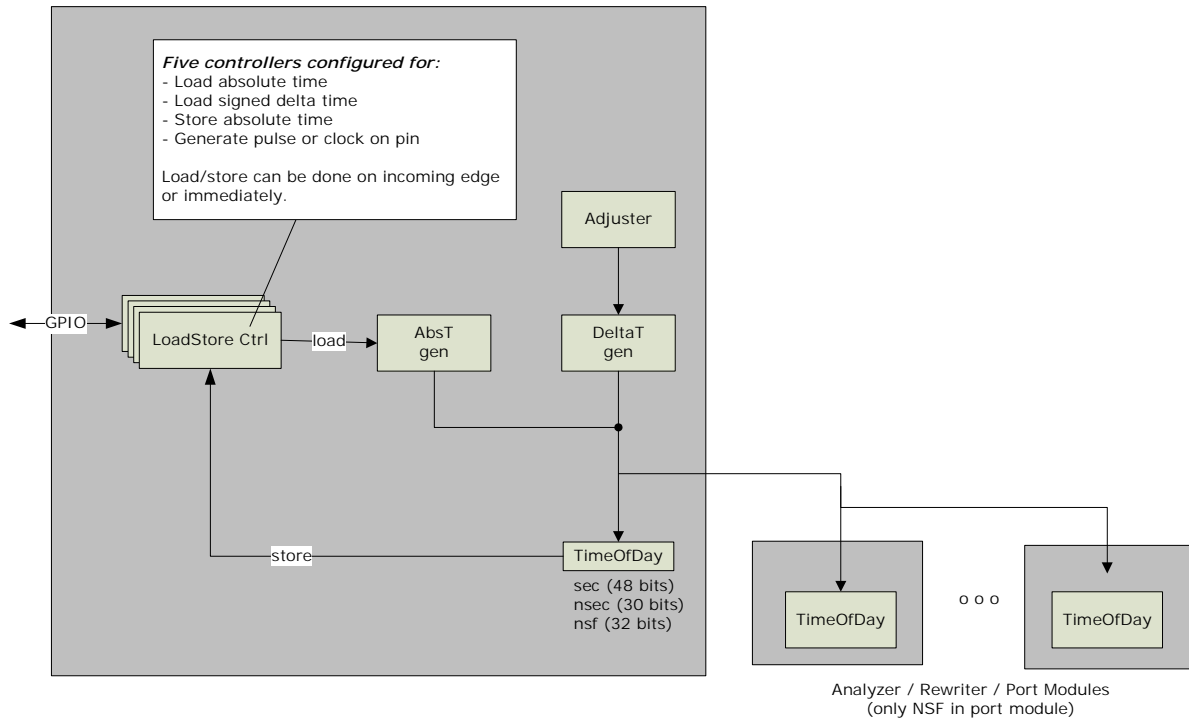 Five controllers configured for:
- Load absolute time
- Load signed delta time
- Store absolute time
- Generate pulse or clock on pin
Load/store can be done on incoming edge
or immediately.
Adjuster
GPIO
LoadStore Ctrl
load
AbsT
gen
DeltaT
gen
store
TimeOfDay
sec (48 bits)
nsec (30 bits)
nsf (32 bits)
TimeOfDay
o o o
TimeOfDay
Analyzer / Rewriter / Port Modules
(only NSF in port module)